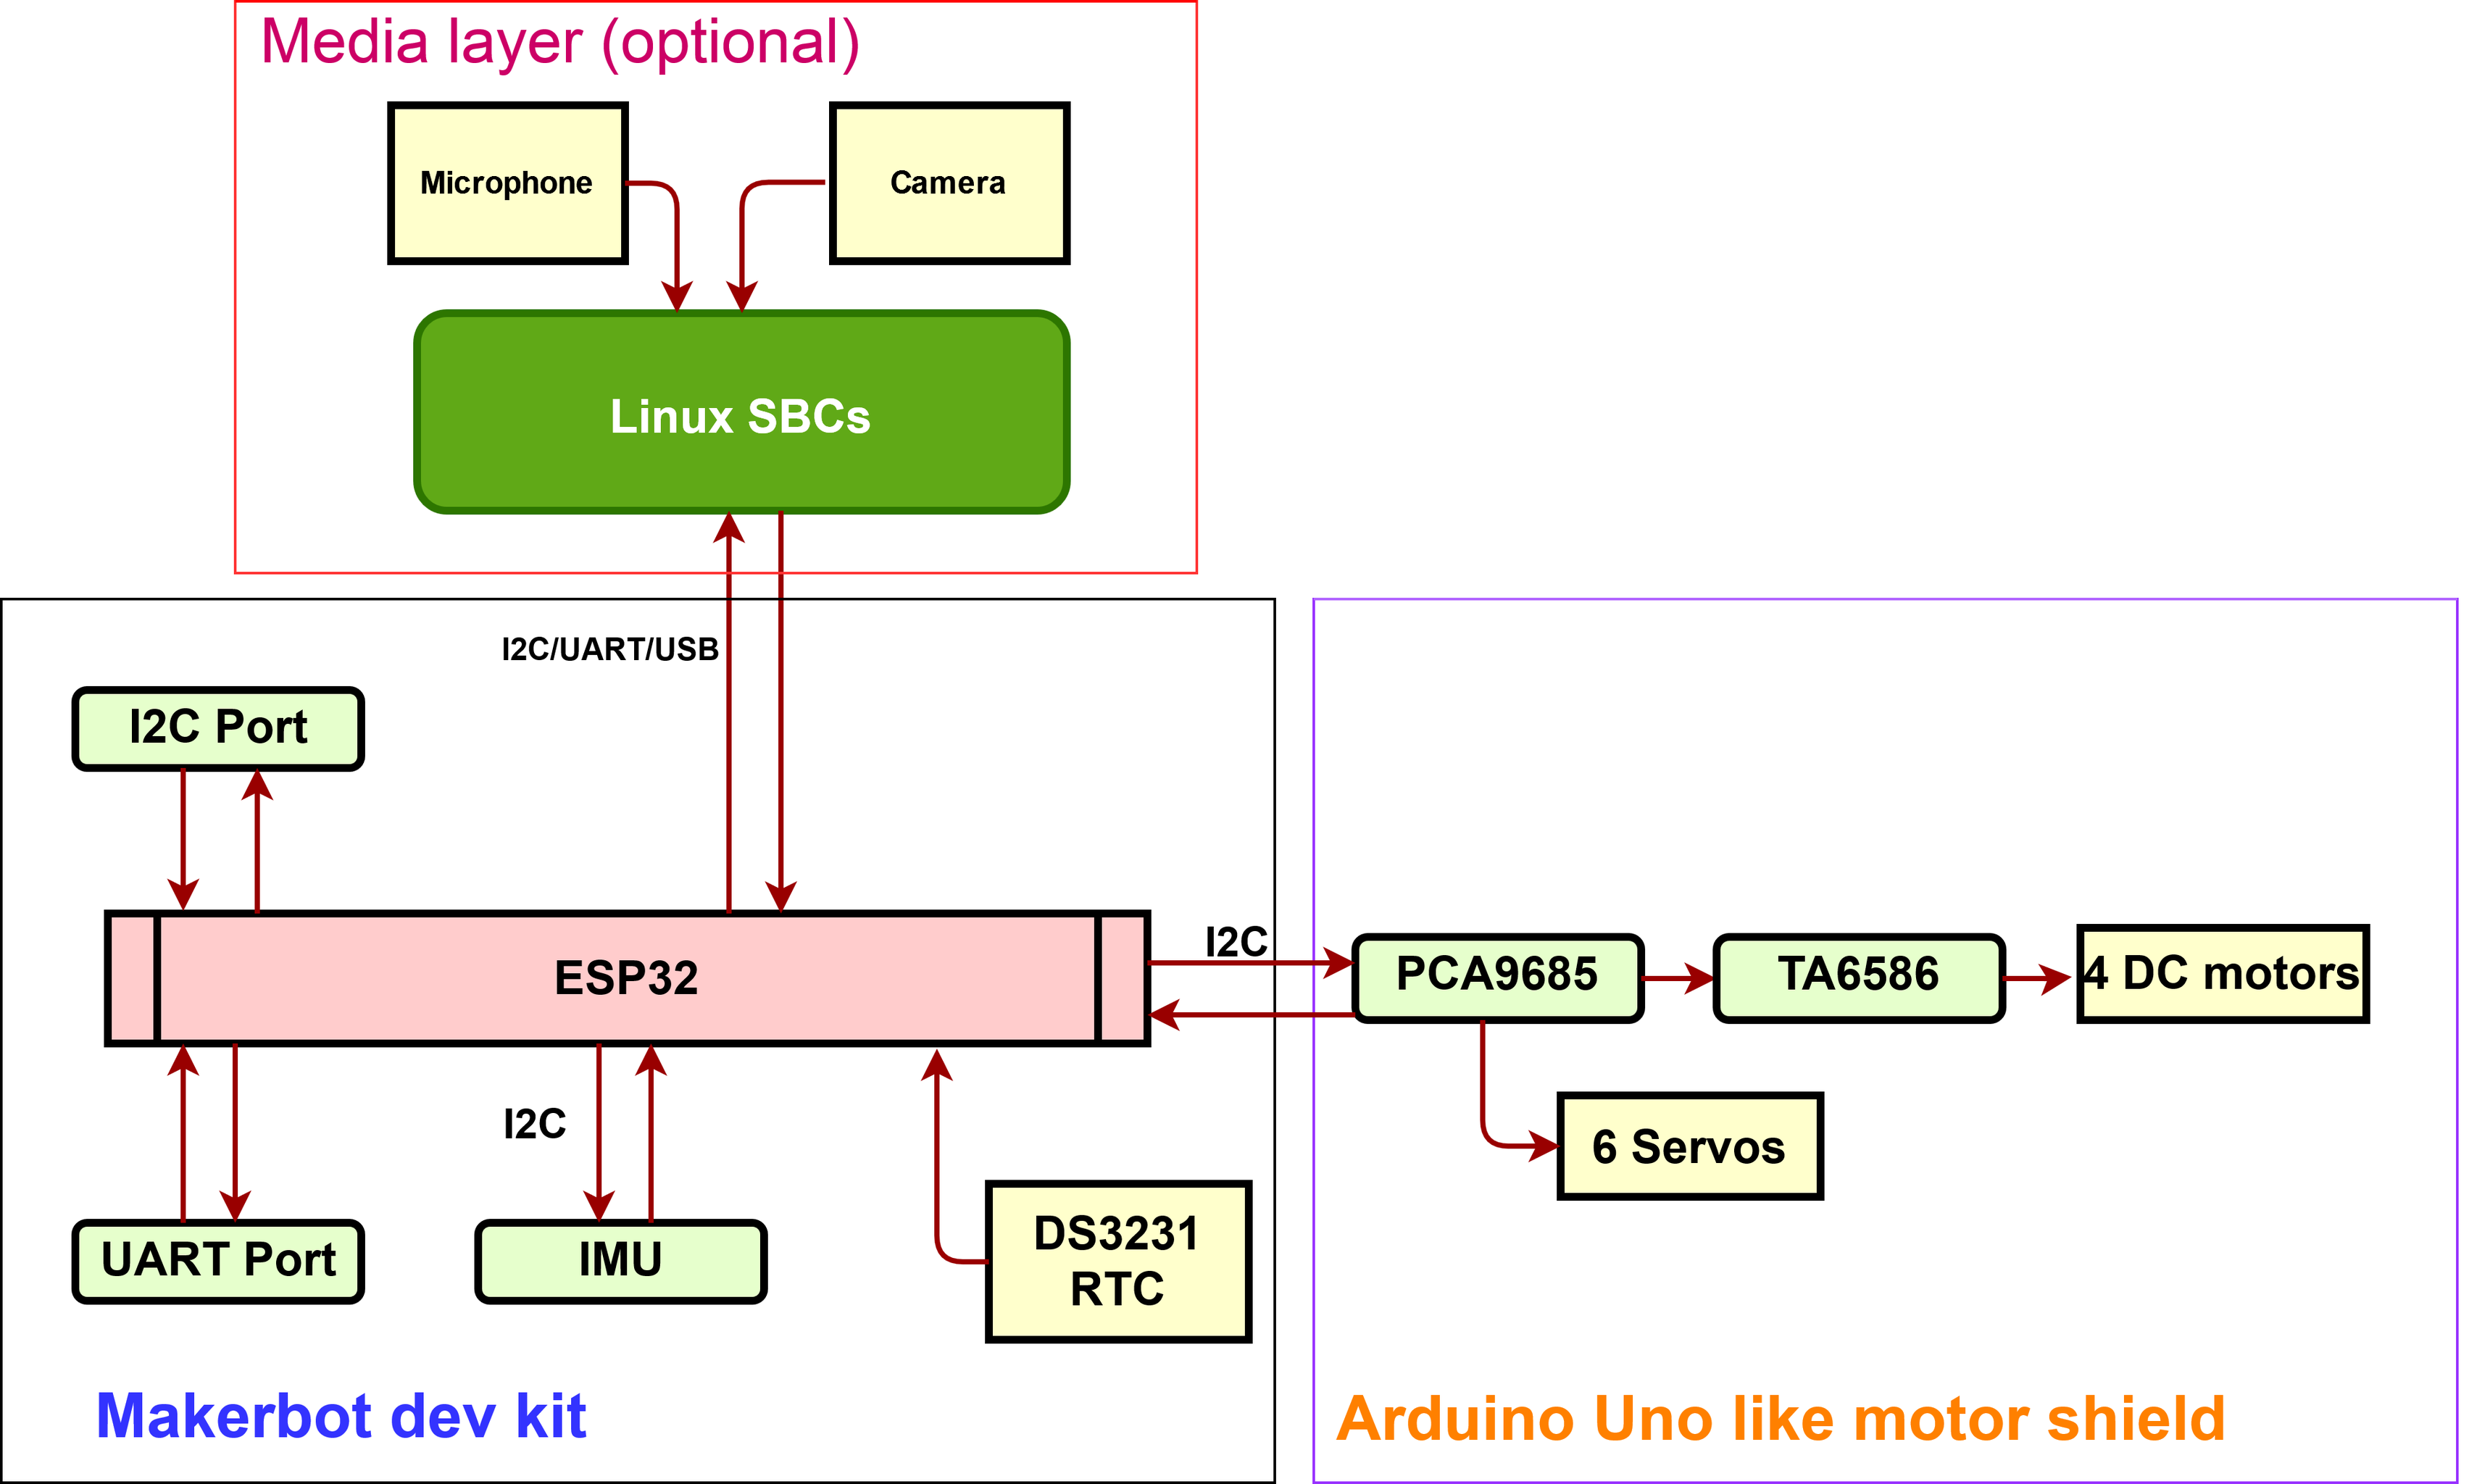 Media layer (optional)
Microphone
Camera
Linux SBCs
I2C/UART/USB
I2C Port
ESP32
I2C
PCA9685
TA6586
4 DC motors
I2C
6 Servos
UART Port
IMU
DS3231
RTC
Makerbot dev kit
Arduino Uno like motor shield